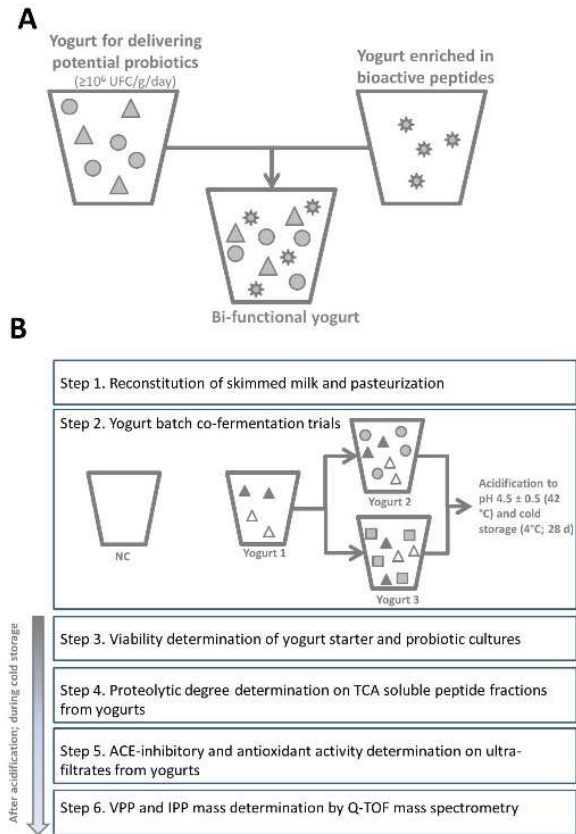 A
Yogurt for delivering
potential probiotics
(≥10⁶ UFC/g/day)
Yogurt enriched in
bioactive peptides
Bi-functional yogurt
B
Step 1. Reconstitution of skimmed milk and pasteurization
Step 2. Yogurt batch co-fermentation trials
NC
Yogurt 1
Yogurt 2
Yogurt 3
Acidification to
pH 4.5 ± 0.5 (42
°C) and cold
storage (4°C; 28 d)
After acidification; during cold storage
Step 3. Viability determination of yogurt starter and probiotic cultures
Step 4. Proteolytic degree determination on TCA soluble peptide fractions
from yogurts
Step 5. ACE-inhibitory and antioxidant activity determination on ultra-
filtrates from yogurts
Step 6. VPP and IPP mass determination by Q-TOF mass spectrometry